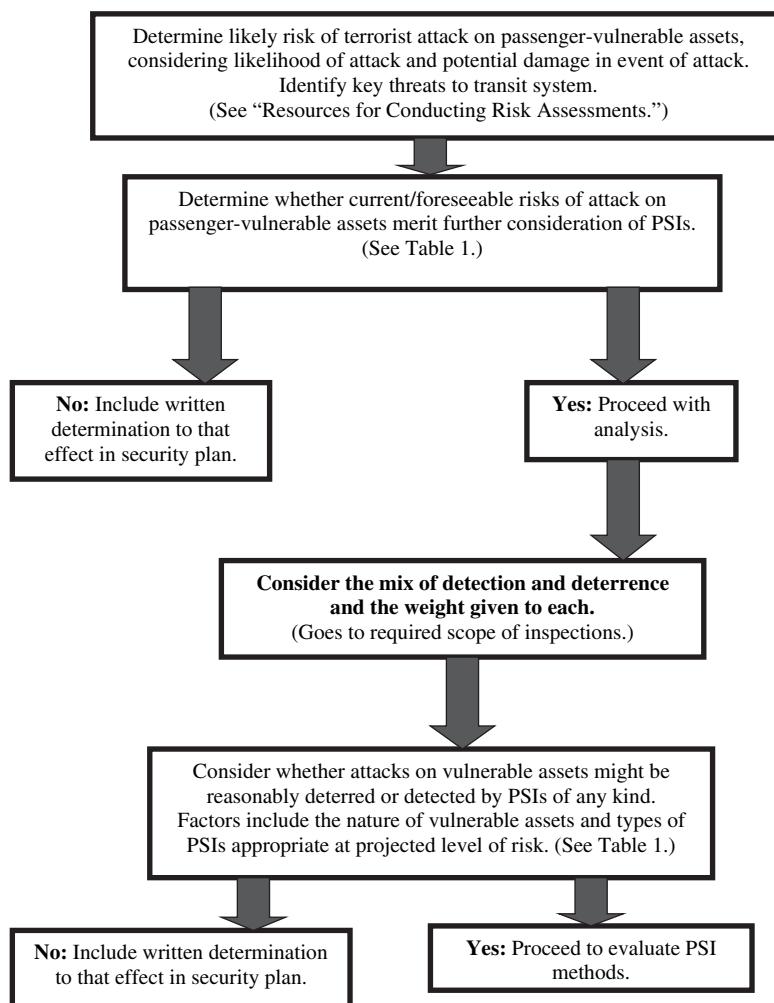 Determine likely risk of terrorist attack on passenger-vulnerable assets,
considering likelihood of attack and potential damage in event of attack.
Identify key threats to transit system.
(See “Resources for Conducting Risk Assessments.”)
Determine whether current/foreseeable risks of attack on
passenger-vulnerable assets merit further consideration of PSIs.
(See Table 1.)
No: Include written
determination to that
effect in security plan.
Yes: Proceed with
analysis.
Consider the mix of detection and deterrence
and the weight given to each.
(Goes to required scope of inspections.)
Consider whether attacks on vulnerable assets might be
reasonably deterred or detected by PSIs of any kind.
Factors include the nature of vulnerable assets and types of
PSIs appropriate at projected level of risk. (See Table 1.)
No: Include written determination
to that effect in security plan.
Yes: Proceed to evaluate PSI
methods.